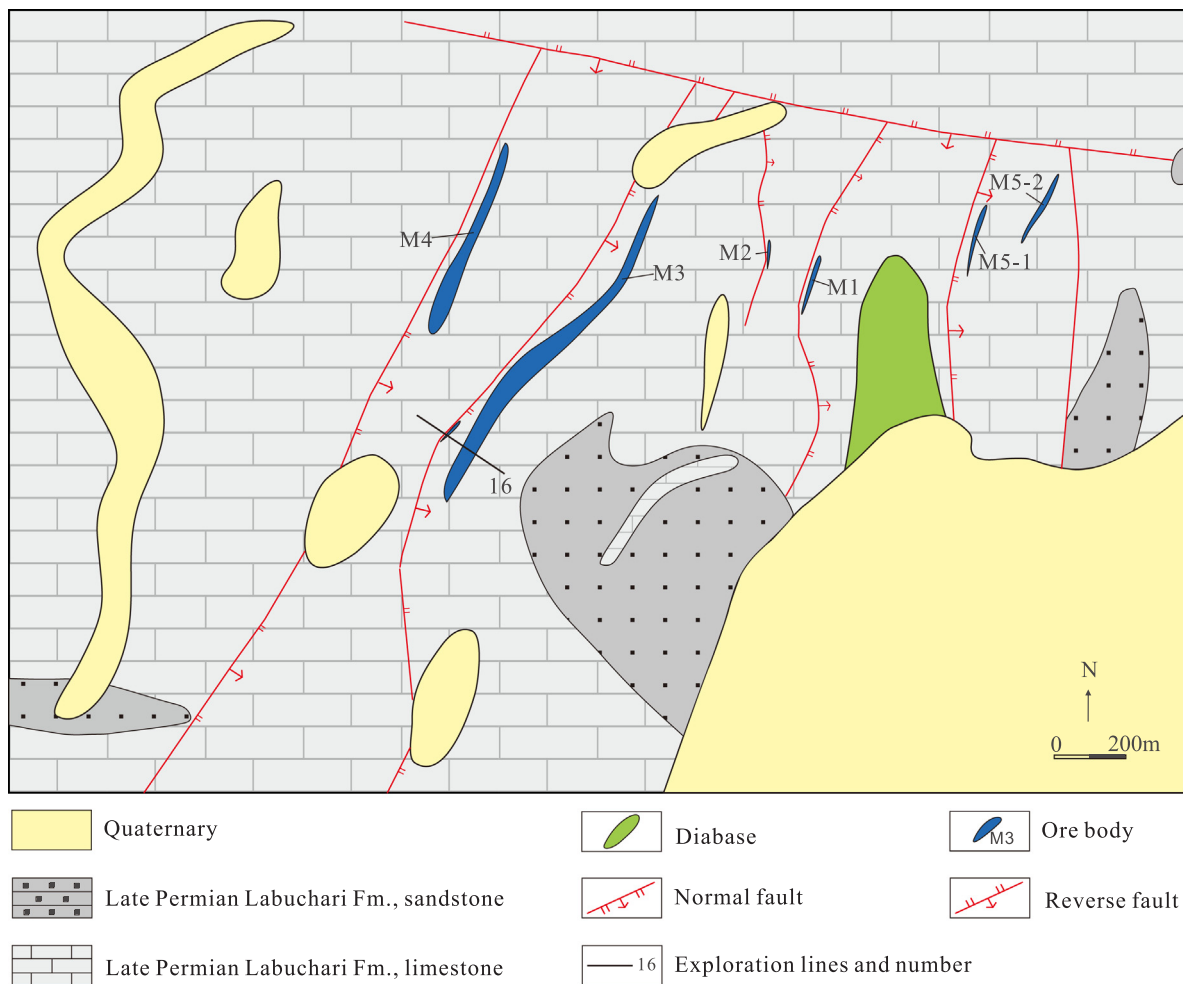 M5-2
M4
M2
M3
M5-1
M1
16
N
0 200m
Quaternary
Diabase
M3
Ore body
Late Permian Labuchari Fm., sandstone
Normal fault
Reverse fault
Late Permian Labuchari Fm., limestone
16
Exploration lines and number